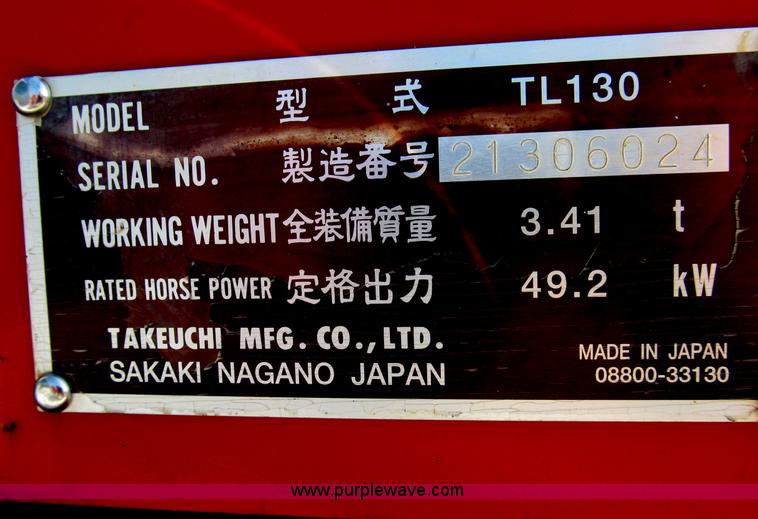 MODEL 型式 TL130
SERIAL NO. 製造番号 21306024
WORKING WEIGHT 全装備質量 3.41 t
RATED HORSE POWER 定格出力 49.2 kW
TAKEUCHI MFG. CO., LTD.
SAKAKI NAGANO JAPAN
MADE IN JAPAN
08800-33130
www.purplewave.com